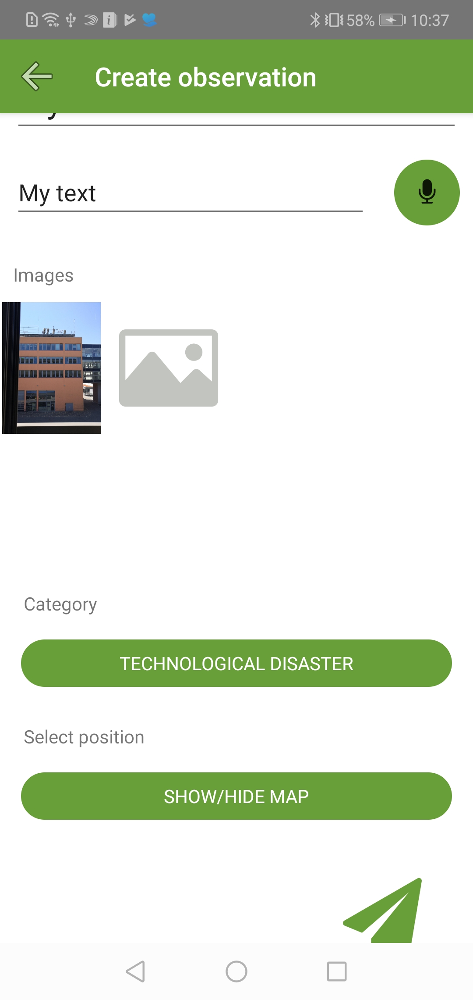 58% 10:37
Create observation
My text
Images
Category
TECHNOLOGICAL DISASTER
Select position
SHOW/HIDE MAP